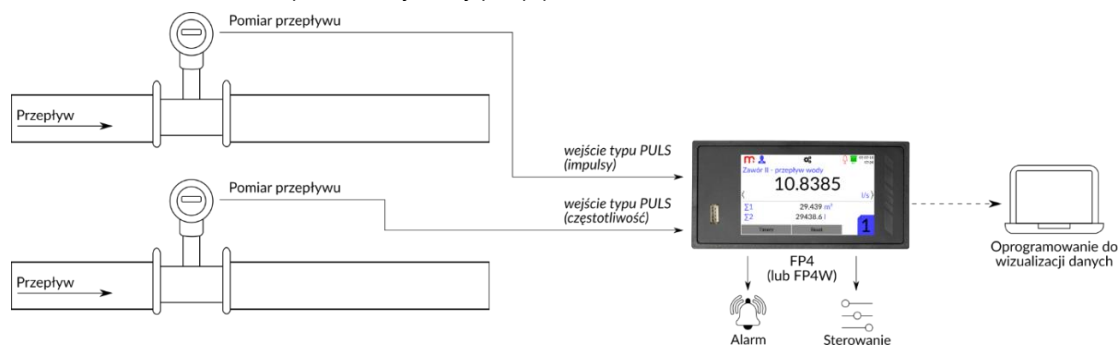 Pomiar przepływu
Przepływ
Pomiar przepływu
Przepływ
wejście typu PULS
(impulsy)
wejście typu PULS
(częstotliwość)
Zawór II - przepływ wody
10.8385
l/s
Σ1 29.439 m³
Σ2 29438.6 l
Reset
1
FP4
(lub FP4W)
Alarm
Sterowanie
Oprogramowanie do
wizualizacji danych